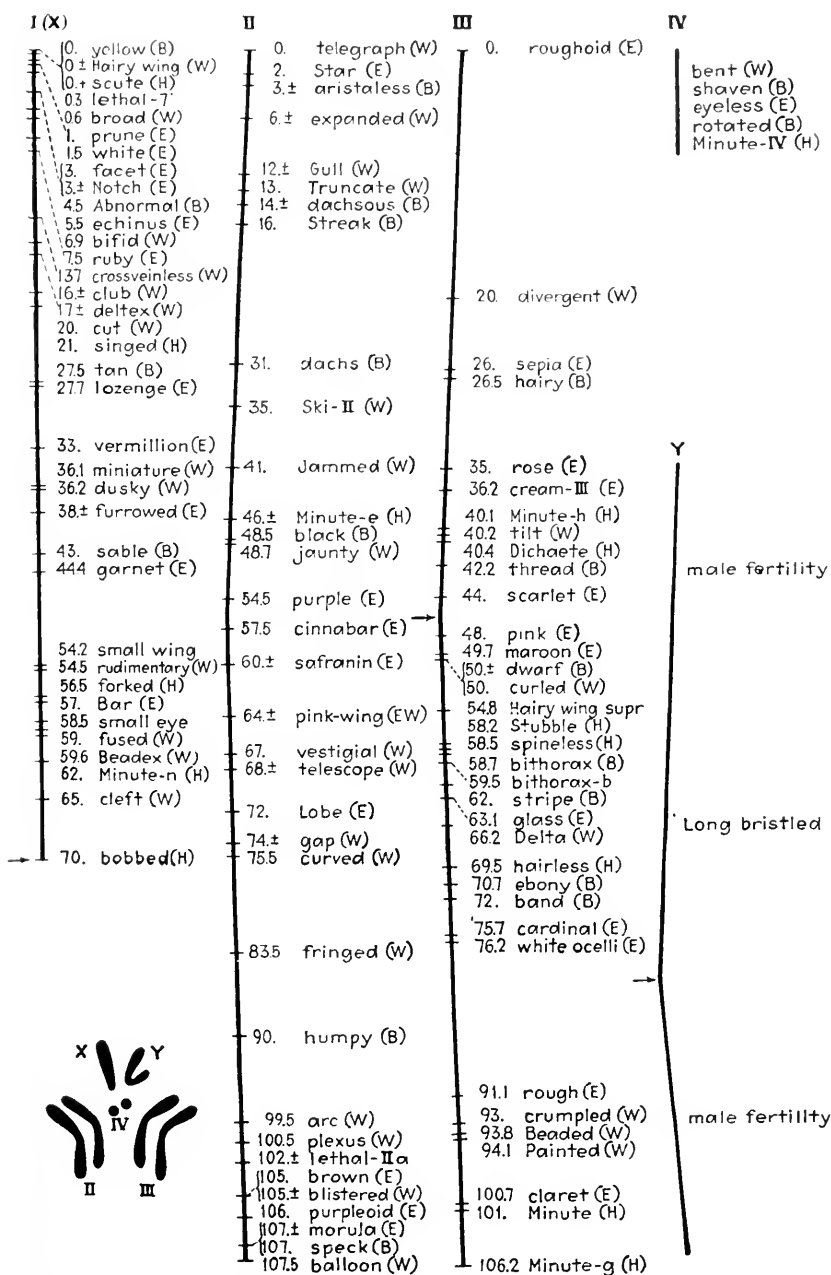 I (X)
0. yellow (B)
0 ± Hairy wing (W)
0.+ scute (H)
0.3 lethal-7
0.6 broad (W)
1. prune (E)
1.5 white (E)
3. facet (E)
3.± Notch (E)
4.5 Abnormal (B)
5.5 echinus (E)
6.9 bifid (W)
7.5 ruby (E)
137 crossveinless (W)
16.± club (W)
17 ± deltex (W)
20. cut (W)
21. singed (H)
27.5 tan (B)
27.7 lozenge (E)
33. vermillion (E)
36.1 miniature (W)
36.2 dusky (W)
38.± furrowed (E)
43. sable (B)
444 garnet (E)
54.2 small wing
54.5 rudimentary (W)
56.5 forked (H)
57. Bar (E)
58.5 small eye
59. fused (W)
59.6 Beadex (W)
62. Minute-n (H)
65. cleft (W)
70. bobbed (H)
X Y
IV
II III
II
0. telegraph (W)
2. Star (E)
3.± aristaless (B)
6.± expanded (W)
12.± Gull (W)
13. Truncate (W)
14.± dachsous (B)
16. Streak (B)
31. dachs (B)
35. Ski-II (W)
41. Jammed (W)
46.± Minute-e (H)
48.5 black (B)
48.7 jaunty (W)
54.5 purple (E)
57.5 cinnabar (E)
60.± safranin (E)
64.± pink-wing (EW)
67. vestigial (W)
68.± telescope (W)
72. Lobe (E)
74.± gap (W)
75.5 curved (W)
83.5 fringed (W)
90. humpy (B)
99.5 arc (W)
100.5 plexus (W)
102.± lethal-IIa
105. brown (E)
105.± blistered (W)
106. purpleoid (E)
107.± morula (E)
107. speck (B)
107.5 balloon (W)
III
0. roughoid (E)
20. divergent (W)
26. sepia (E)
26.5 hairy (B)
35. rose (E)
36.2 cream-III (E)
40.1 Minute-h (H)
40.2 tilt (W)
40.4 Dichaete (H)
42.2 thread (B)
44. scarlet (E)
48. pink (E)
49.7 maroon (E)
50.± dwarf (B)
50. curled (W)
54.8 Hairy wing supr
58.2 Stubble (H)
58.5 spineless (H)
58.7 bithorax (B)
59.5 bithorax-b
62. stripe (B)
63.1 glass (E)
66.2 Delta (W)
69.5 hairless (H)
70.7 ebony (B)
72. band (B)
75.7 cardinal (E)
76.2 white ocelli (E)
91.1 rough (E)
93. crumpled (W)
93.8 Beaded (W)
94.1 Painted (W)
100.7 claret (E)
101. Minute (H)
106.2 Minute-g (H)
IV
bent (W)
shaven (B)
eyeless (E)
rotated (B)
Minute-IV (H)
Y
male fertility
Long bristled
male fertility